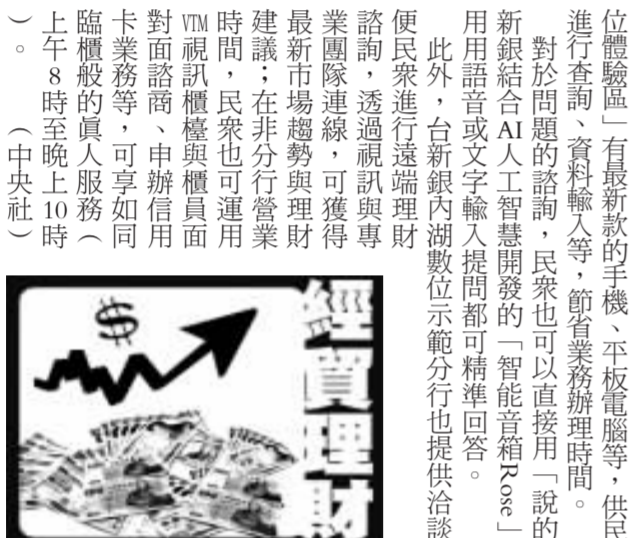 位體驗區」有最新款的手機、平板電腦等，供民
進行查詢、資料輸入等，節省業務辦理時間。
對於問題的諮詢，民衆也可以直接用「說的
新銀結合AI人工智慧開發的「智能音箱Rose」
用用語音或文字輸入提問都可精準回答。
此外，台新銀內湖數位示範分行也提供洽談
便民衆進行遠端理財
諮詢，透過視訊與專
業團隊連線，可獲得
最新市場趨勢與理財
建議；在非分行營業
時間，民衆也可運用
VTM視訊櫃檯與櫃員面
對面諮商、申辦信用
卡業務等，可享如同
臨櫃般的眞人服務（
上午8時至晚上10時
）。（中央社）
經貿理財
$